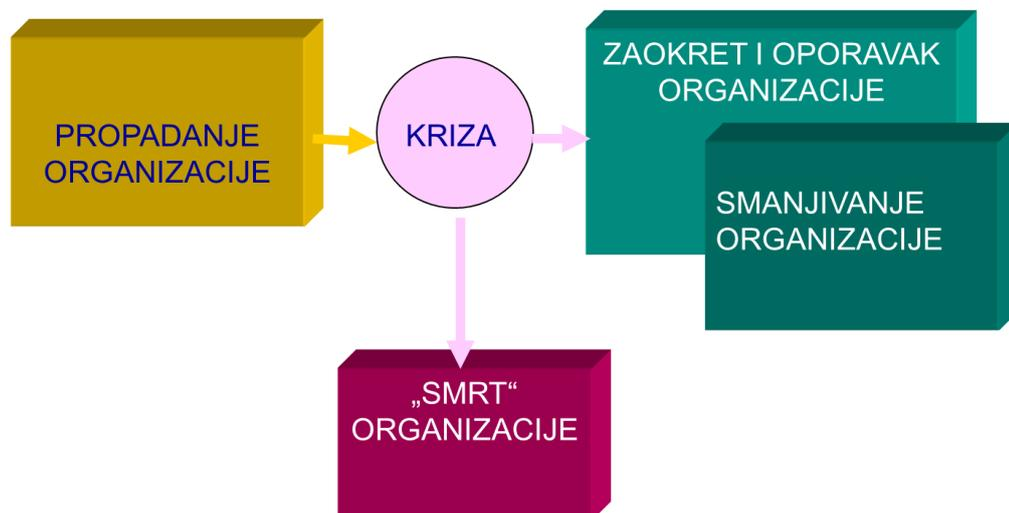 PROPADANJE
ORGANIZACIJE
KRIZA
ZAOKRET I OPORAVAK
ORGANIZACIJE
SMANJIVANJE
ORGANIZACIJE
„SMRT“
ORGANIZACIJE